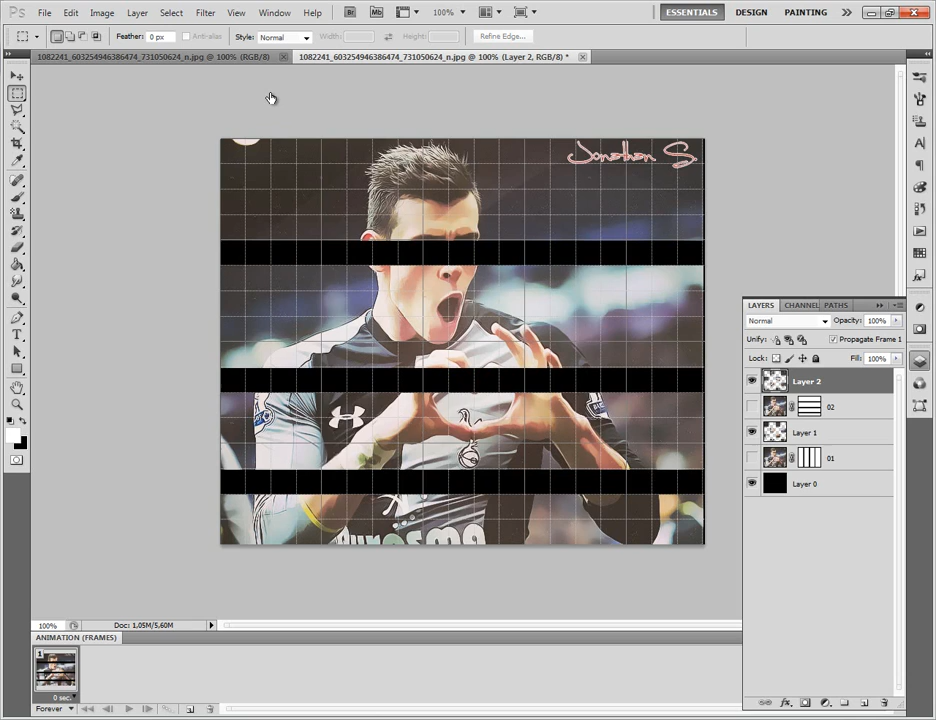 Ps File Edit Image Layer Select Filter View Window Help Br Mb 100% ESSENTIALS DESIGN PAINTING
Feather: 0 px Anti-alias Style: Normal Width: Height: Refine Edge...
1082241_603254946386474_731050624_n.jpg @ 100% (RGB/8) 1082241_603254946386474_731050624_n.jpg @ 100% (Layer 2, RGB/8) *
Jonathan S.
LAYERS CHANNEL PATHS
Normal Opacity: 100%
Unify: Propagate Frame 1
Lock: Fill: 100%
Layer 2
02
Layer 1
01
Layer 0
100% Doc: 1,05M/5,60M
ANIMATION (FRAMES)
1
0 sec.
Forever